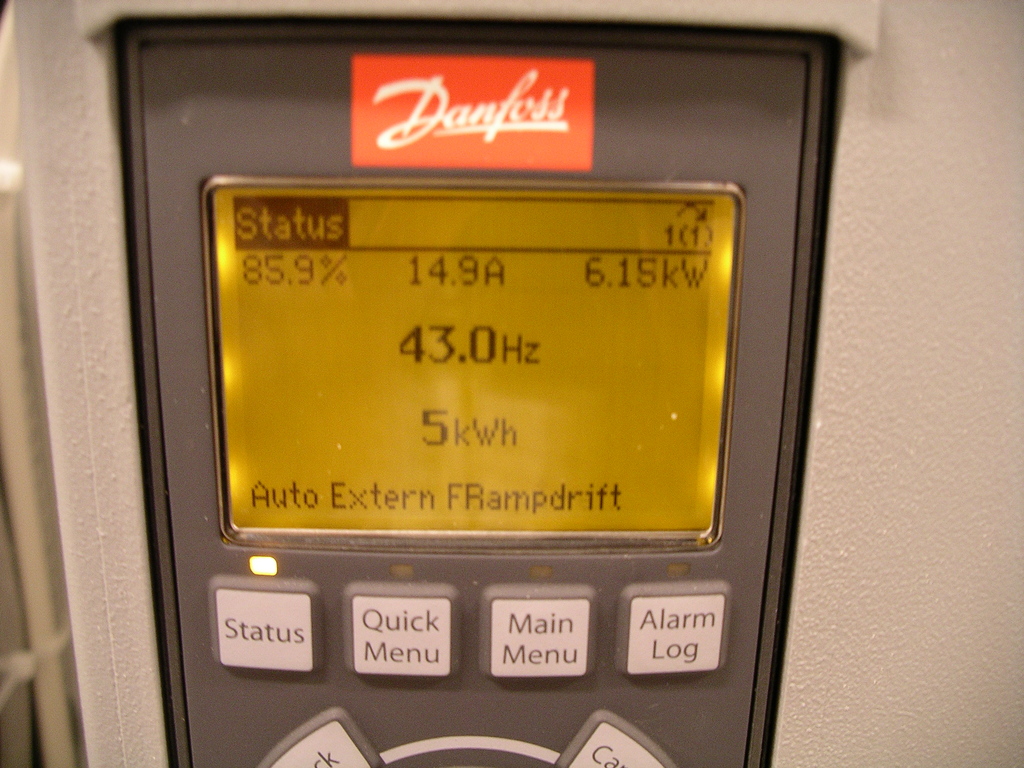 Danfoss
Status
1(1)
85.9% 14.9A 6.15kW
43.0Hz
5kWh
Auto Extern FRampdrift
Status
Quick Menu
Main Menu
Alarm Log